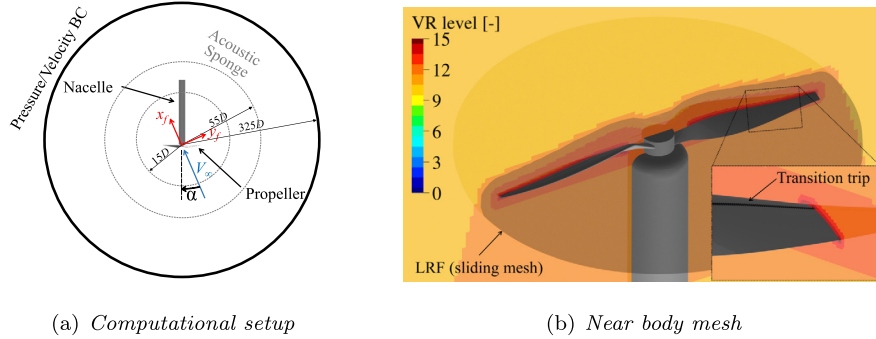 Pressure/Velocity BC
Acoustic
Sponge
Nacelle
x_f
y_f
55D
325D
15D
V_∞
Propeller
α
(a) Computational setup
VR level [-]
15
12
9
6
3
0
Transition trip
LRF (sliding mesh)
(b) Near body mesh